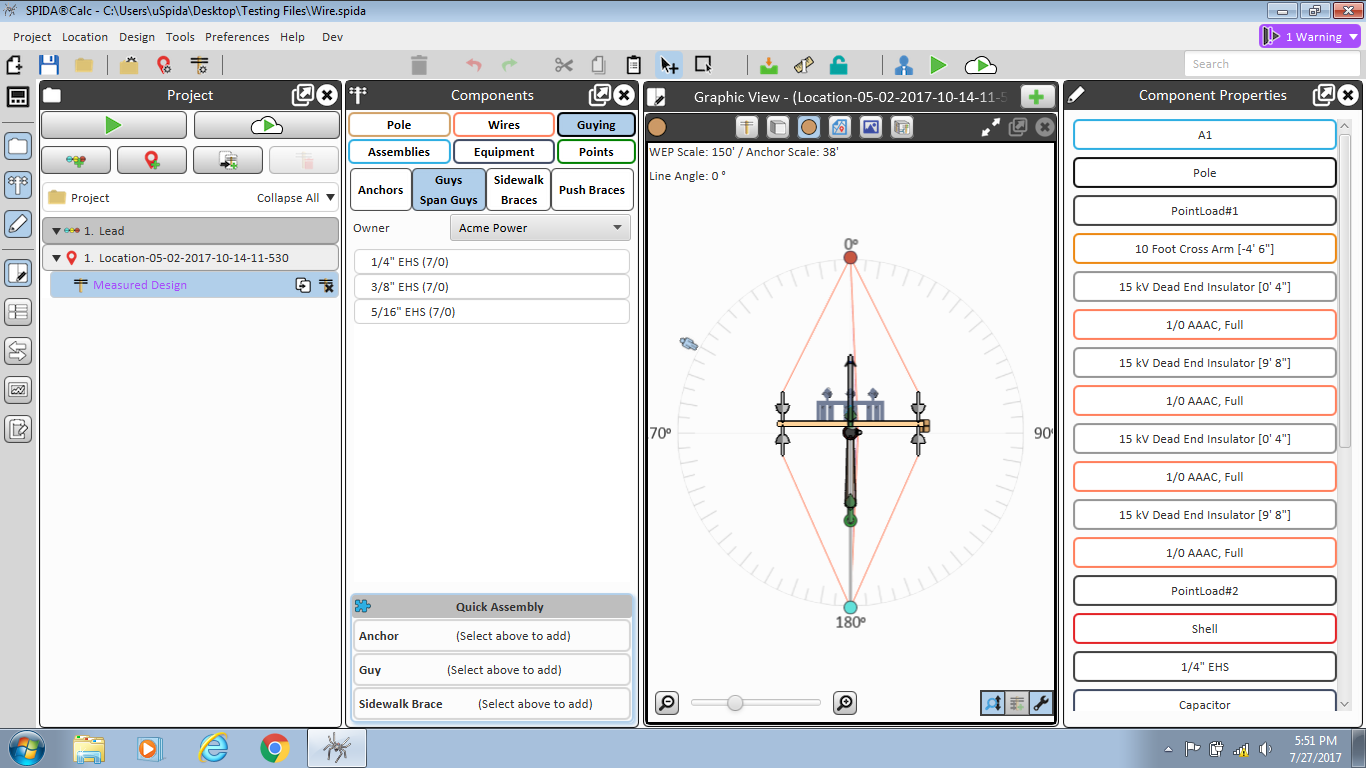 SPIDA®Calc - C:\Users\uSpida\Desktop\Testing Files\Wire.spida
Project Location Design Tools Preferences Help Dev
1 Warning
Search
Project
Project
Collapse All
1. Lead
1. Location-05-02-2017-10-14-11-530
Measured Design
Components
Pole Wires Guying
Assemblies Equipment Points
Anchors
Guys
Span Guys
Sidewalk
Braces
Push Braces
Owner Acme Power
1/4" EHS (7/0)
3/8" EHS (7/0)
5/16" EHS (7/0)
Quick Assembly
Anchor (Select above to add)
Guy (Select above to add)
Sidewalk Brace (Select above to add)
Graphic View - (Location-05-02-2017-10-14-11-5
WEP Scale: 150' / Anchor Scale: 38'
Line Angle: 0 °
0°
70°
90°
180°
Component Properties
A1
Pole
PointLoad#1
10 Foot Cross Arm [-4' 6"]
15 kV Dead End Insulator [0' 4"]
1/0 AAAC, Full
15 kV Dead End Insulator [9' 8"]
1/0 AAAC, Full
15 kV Dead End Insulator [0' 4"]
1/0 AAAC, Full
15 kV Dead End Insulator [9' 8"]
1/0 AAAC, Full
PointLoad#2
Shell
1/4" EHS
Capacitor
5:51 PM
7/27/2017